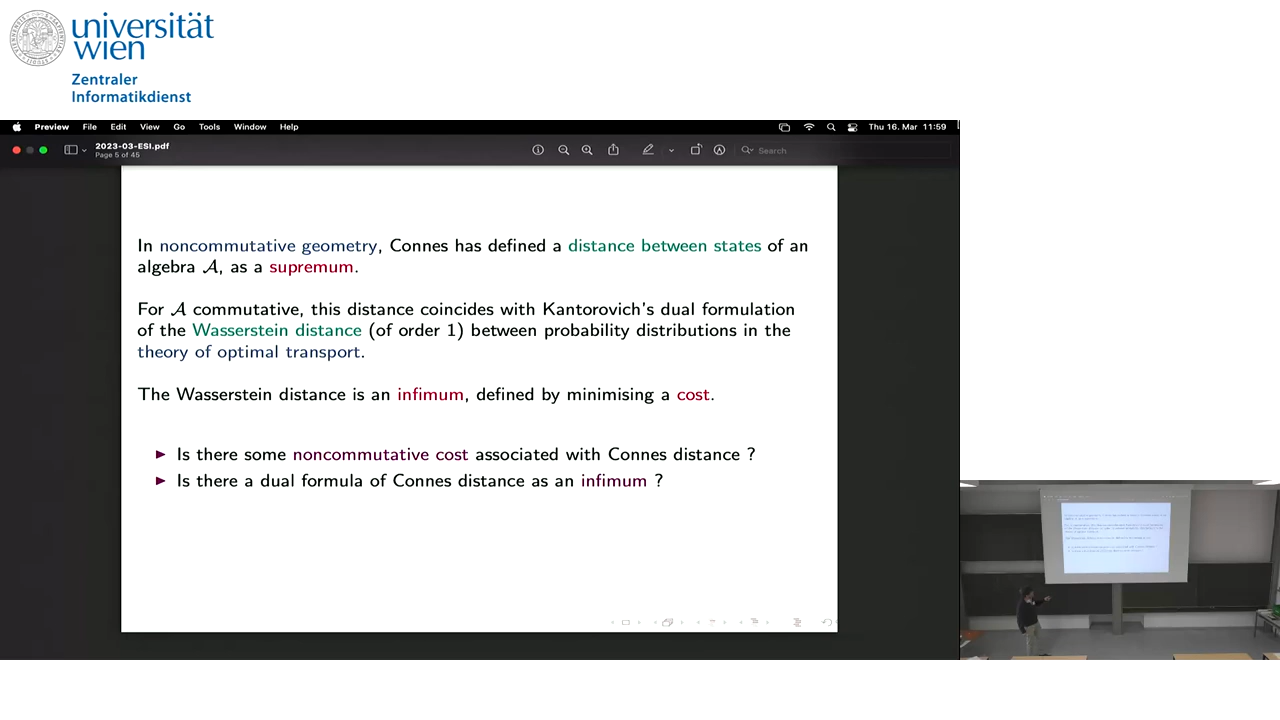 universität
wien
Zentraler
Informatikdienst
Preview File Edit View Go Tools Window Help Thu 16. Mar 11:59
2023-03-ESI.pdf
Page 5 of 45
Search
In noncommutative geometry, Connes has defined a distance between states of an
algebra 𝒜, as a supremum.
For 𝒜 commutative, this distance coincides with Kantorovich's dual formulation
of the Wasserstein distance (of order 1) between probability distributions in the
theory of optimal transport.
The Wasserstein distance is an infimum, defined by minimising a cost.
► Is there some noncommutative cost associated with Connes distance ?
► Is there a dual formula of Connes distance as an infimum ?